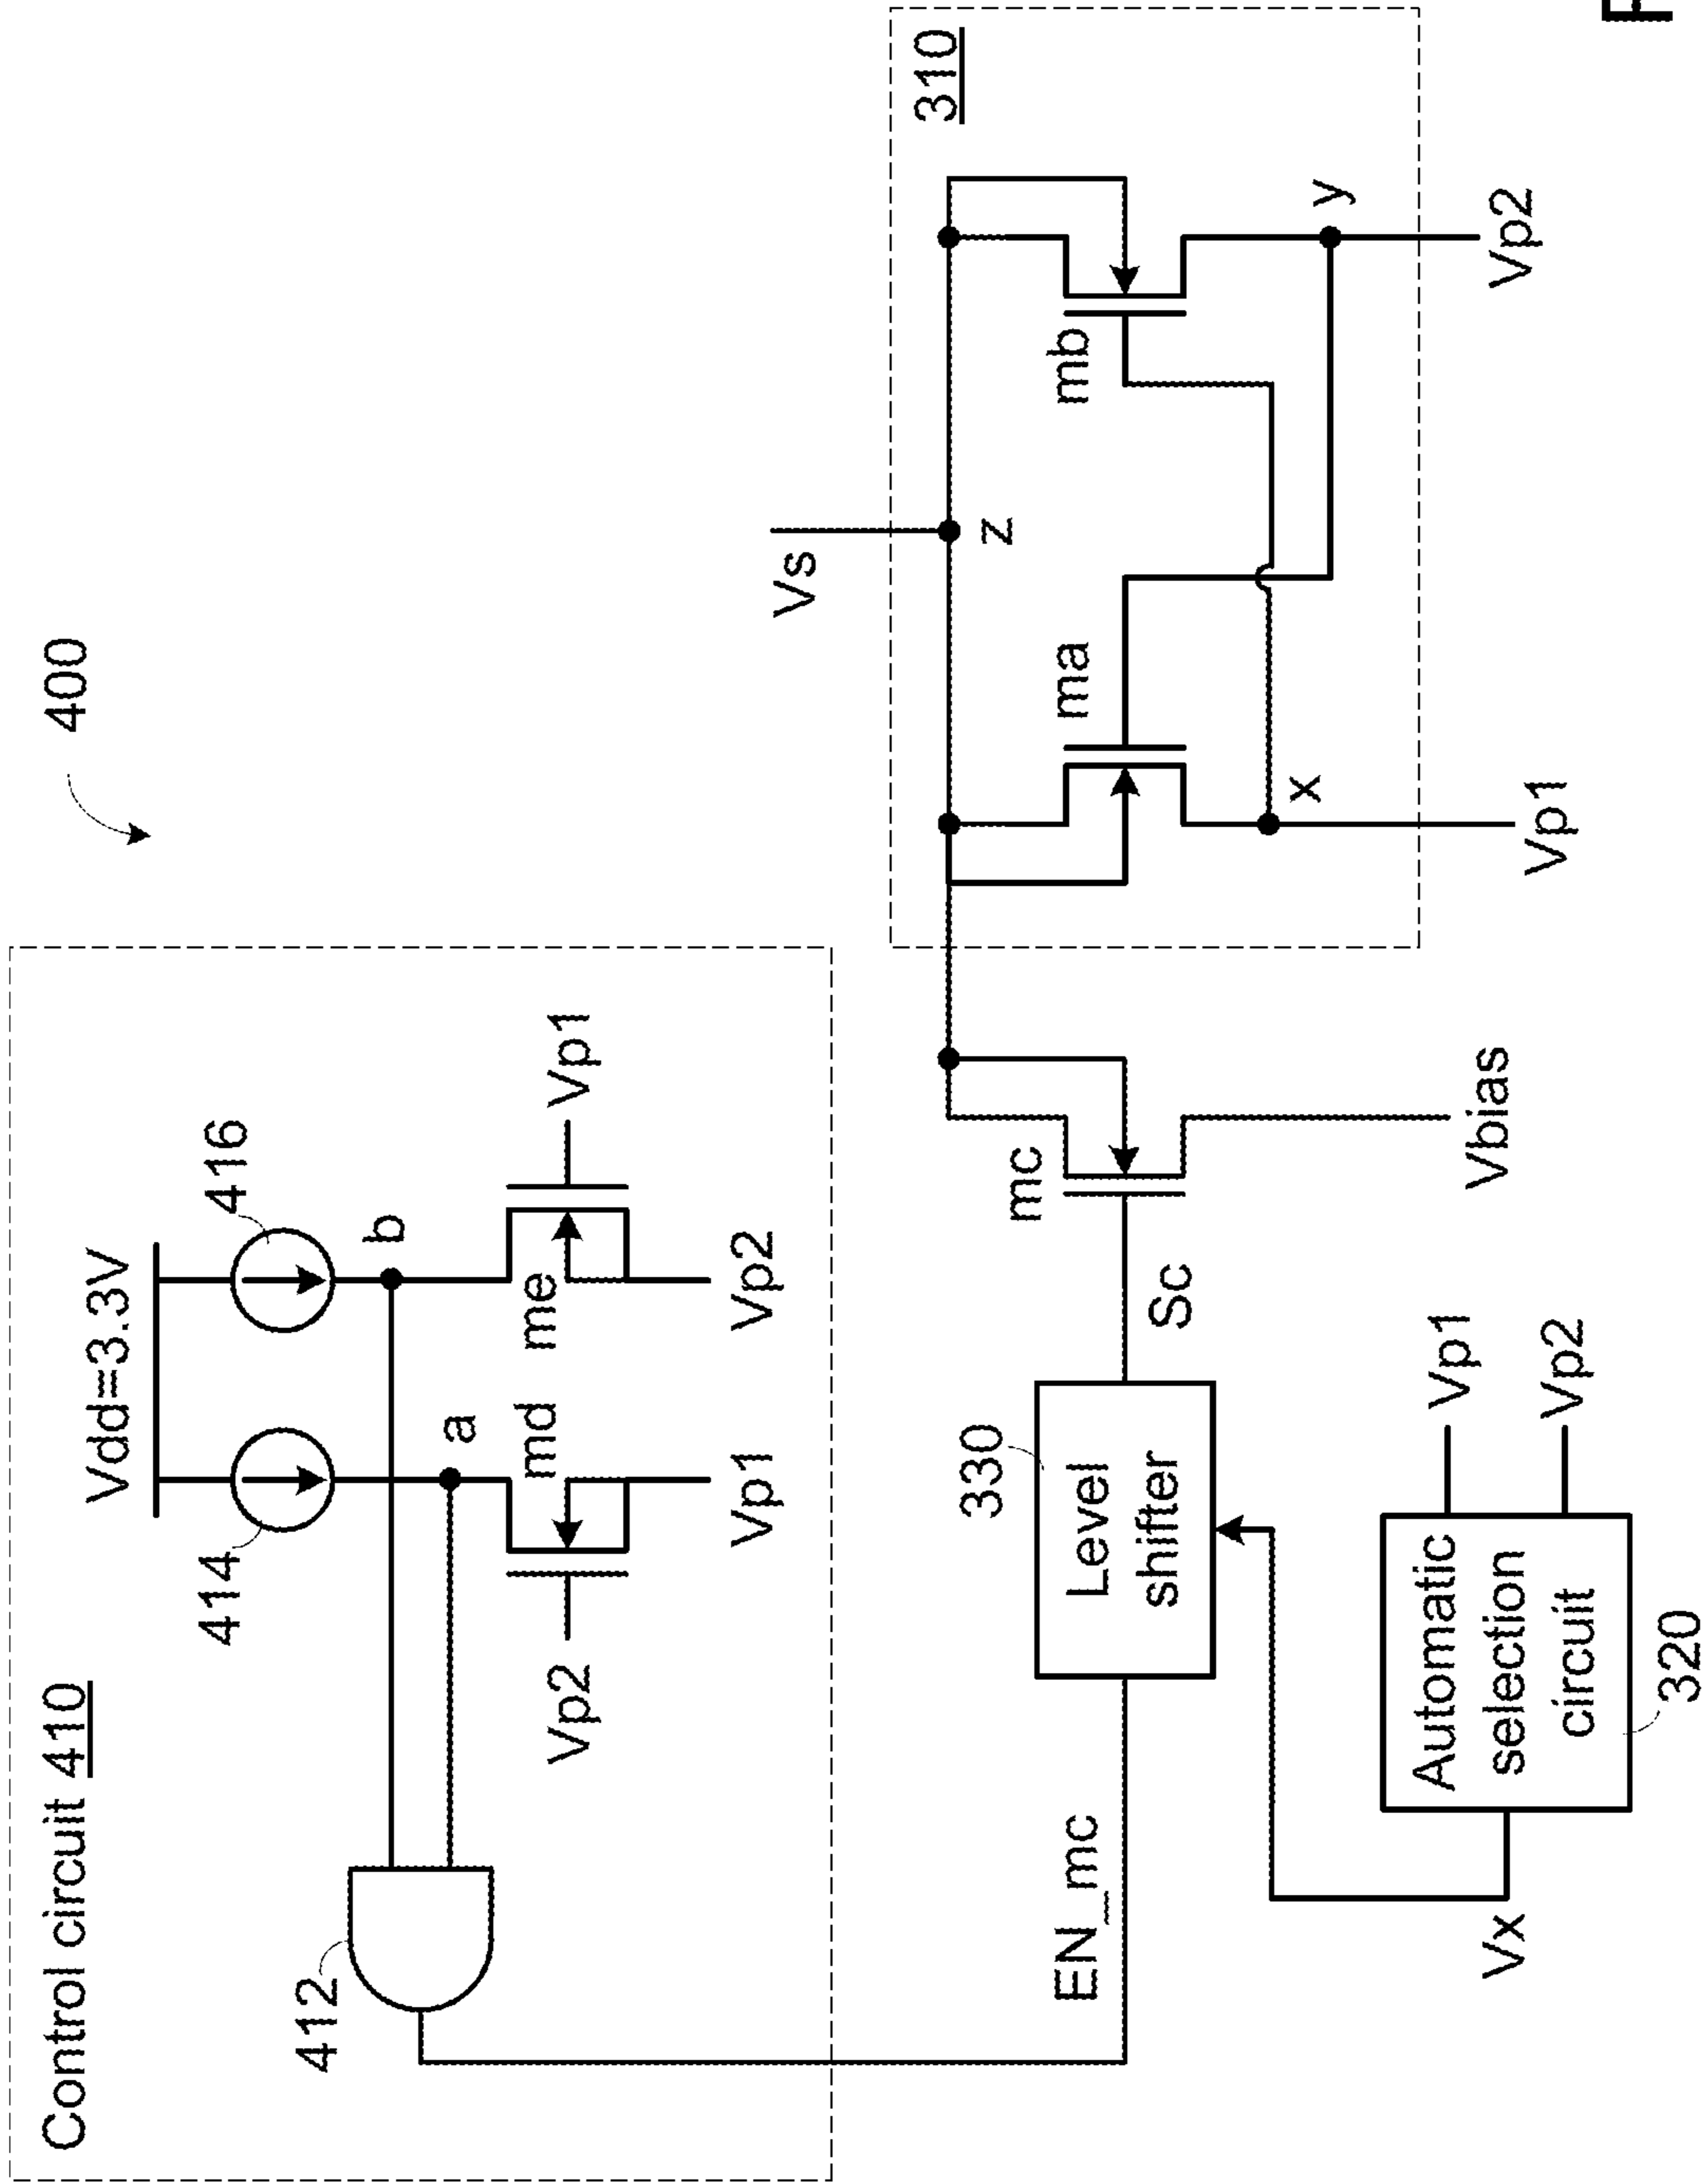 400
Control circuit 410
Vdd=3.3V
414
416
412
a
b
md
me
Vp2
Vp1
Vp1
Vp2
EN_mc
330
Level
shifter
Sc
mc
Vbias
Vx
Automatic
selection
circuit
320
Vp1
Vp2
Vs
310
z
ma
mb
x
y
Vp1
Vp2